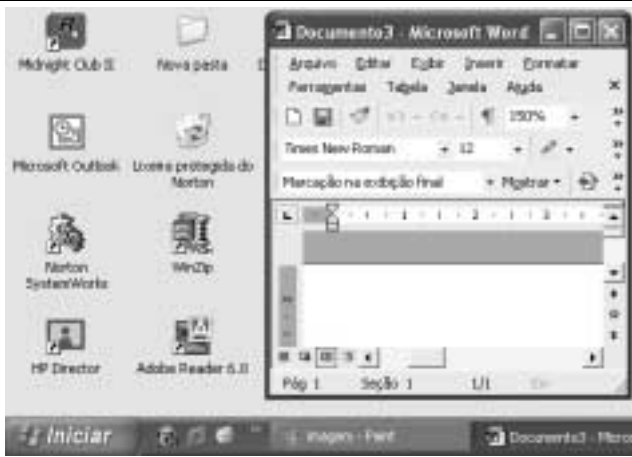 Documento3 - Microsoft Word
Arquivo Editar Exibir Inserir Formatar
Ferramentas Tabela Janela Ajuda
150%
Times New Roman 12
Marcação na exibição final Mostrar
Pág 1 Seção 1 1/1
Midnight Club II
Nova pasta
Microsoft Outlook
Lixeira protegida do
Norton
Norton
SystemWorks
WinZip
HP Director
Adobe Reader 6.0
Iniciar
imagem - Paint
Documento3 - Micro